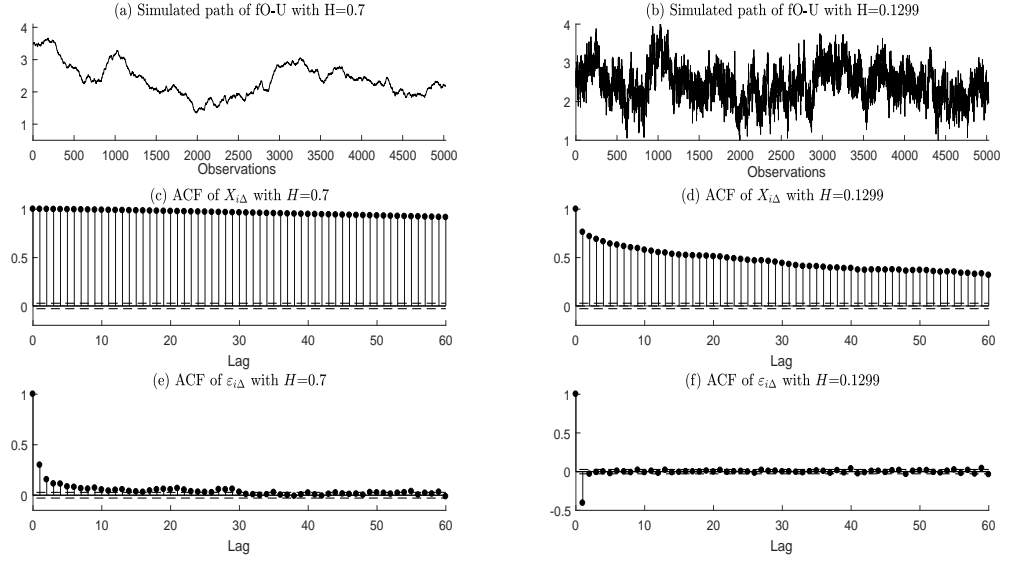 (a) Simulated path of fO-U with H=0.7
4
3
2
1
0 500 1000 1500 2000 2500 3000 3500 4000 4500 5000
Observations
(b) Simulated path of fO-U with H=0.1299
4
3
2
1
0 500 1000 1500 2000 2500 3000 3500 4000 4500 5000
Observations
(c) ACF of X_{iΔ} with H=0.7
1
0.5
0
0 10 20 30 40 50 60
Lag
(d) ACF of X_{iΔ} with H=0.1299
1
0.5
0
0 10 20 30 40 50 60
Lag
(e) ACF of ε_{iΔ} with H=0.7
1
0.5
0
0 10 20 30 40 50 60
Lag
(f) ACF of ε_{iΔ} with H=0.1299
1
0.5
0
-0.5
0 10 20 30 40 50 60
Lag